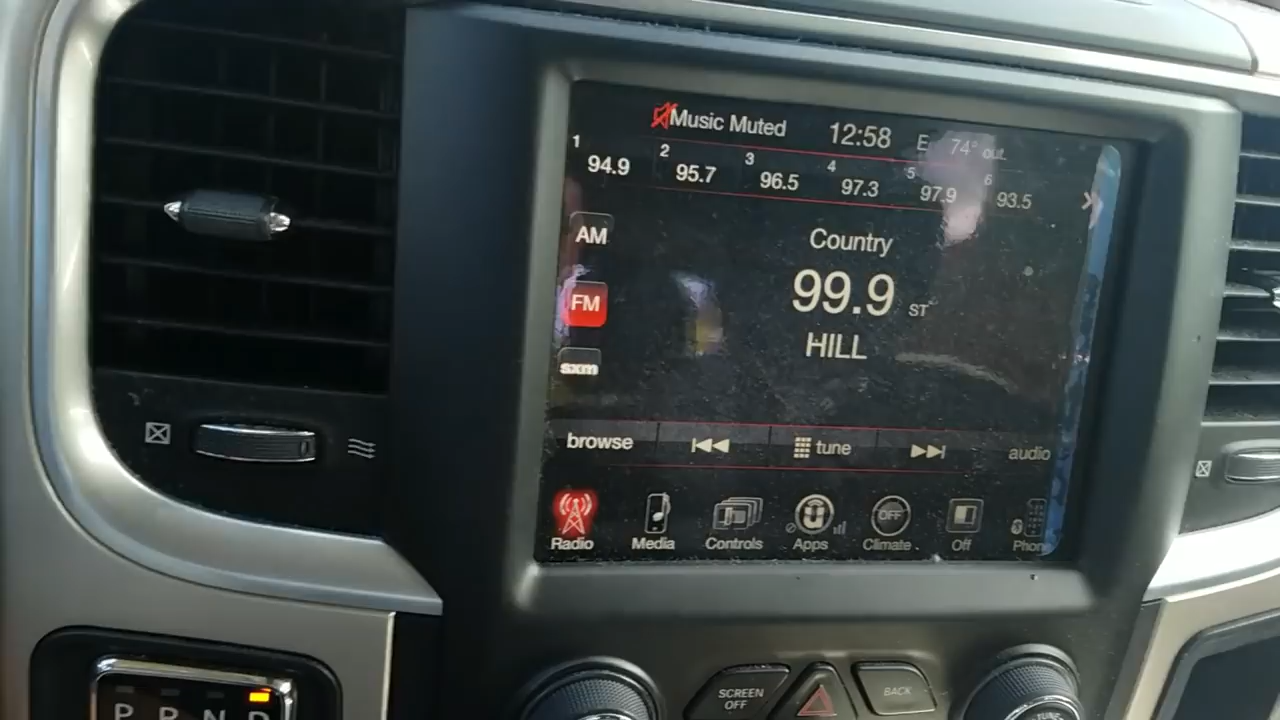 Music Muted 12:58 E 74° out.
1 2 3 4 5 6
94.9 95.7 96.5 97.3 97.9 93.5
AM
Country
99.9 ST
FM
HILL
sxm
browse tune audio
Radio Media Controls Apps OFF Climate Off Phon
SCREEN OFF
BACK
P R N D
TUNE